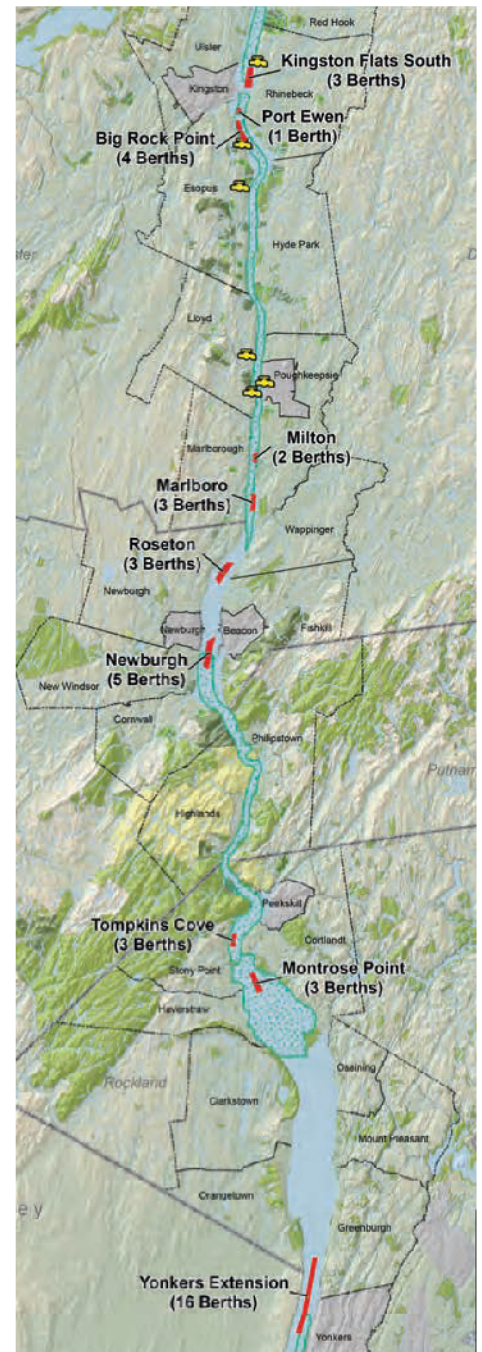 Red Hook
Ulster
Kingston Flats South
(3 Berths)
Kingston
Rhinebeck
Port Ewen
(1 Berth)
Big Rock Point
(4 Berths)
Esopus
Hyde Park
Lloyd
Poughkeepsie
Milton
(2 Berths)
Marlborough
Marlboro
(3 Berths)
Wappinger
Roseton
(3 Berths)
Newburgh
Newburgh
Beacon
Fishkill
Newburgh
(5 Berths)
New Windsor
Cornwall
Philipstown
Putnam
Highlands
Peekskill
Tompkins Cove
(3 Berths)
Cortlandt
Stony Point
Montrose Point
(3 Berths)
Haverstraw
Ossining
Rockland
Clarkstown
Mount Pleasant
Orangetown
ey
Greenburgh
Yonkers Extension
(16 Berths)
Yonkers